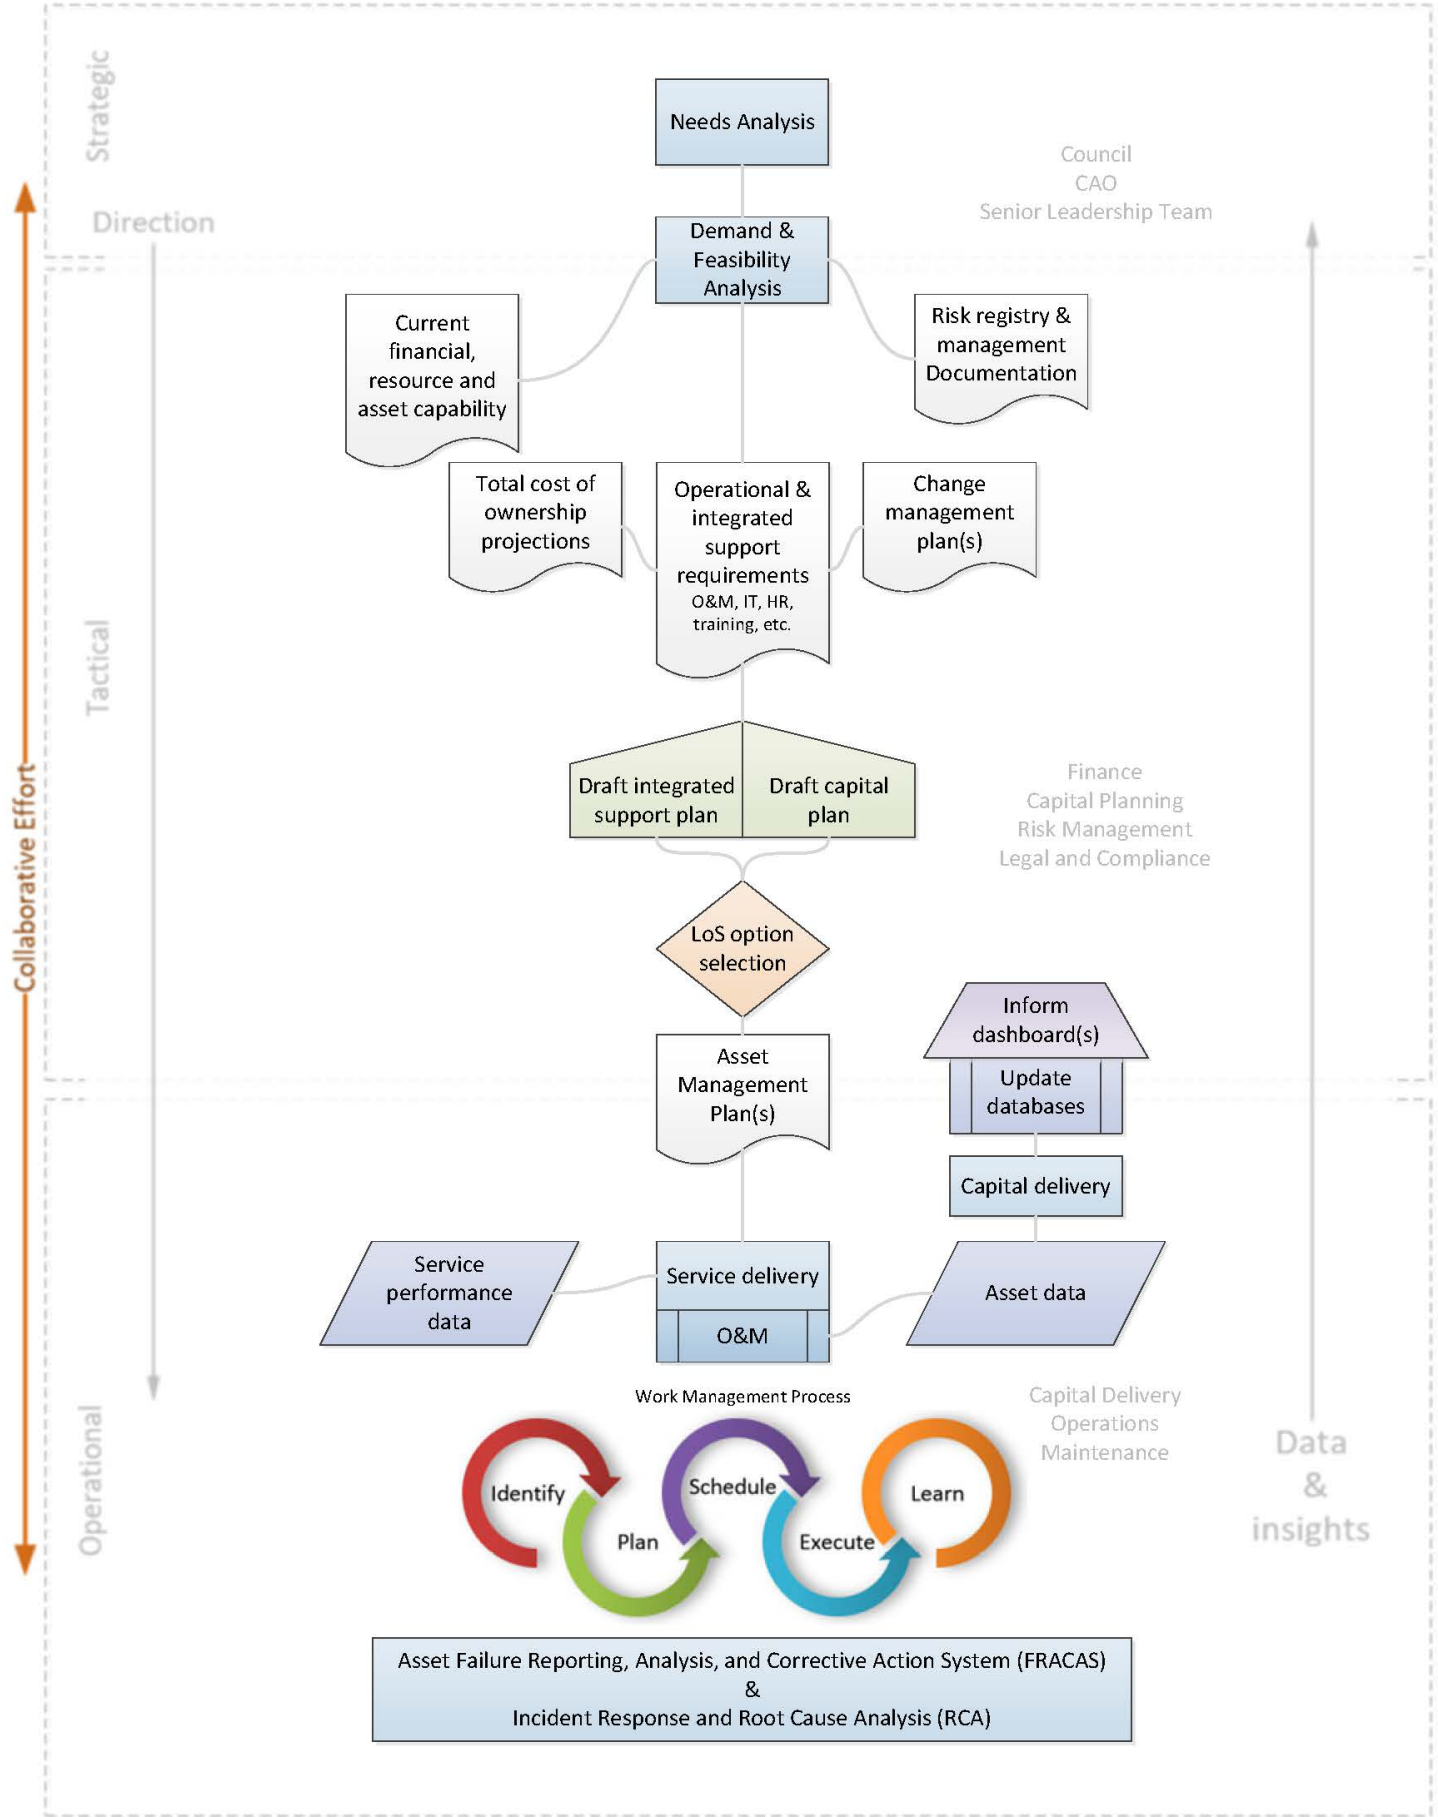 Strategic
Needs Analysis
Council
CAO
Senior Leadership Team
Direction
Demand &
Feasibility
Analysis
Current
financial,
resource and
asset capability
Risk registry &
management
Documentation
Total cost of
ownership
projections
Operational &
integrated
support
requirements
O&M, IT, HR,
training, etc.
Change
management
plan(s)
Tactical
Collaborative Effort
Draft integrated
support plan
Draft capital
plan
Finance
Capital Planning
Risk Management
Legal and Compliance
LoS option
selection
Inform
dashboard(s)
Update
databases
Asset
Management
Plan(s)
Capital delivery
Service
performance
data
Service delivery
O&M
Asset data
Work Management Process
Capital Delivery
Operations
Maintenance
Operational
Identify
Plan
Schedule
Execute
Learn
Data
&
insights
Asset Failure Reporting, Analysis, and Corrective Action System (FRACAS)
&
Incident Response and Root Cause Analysis (RCA)